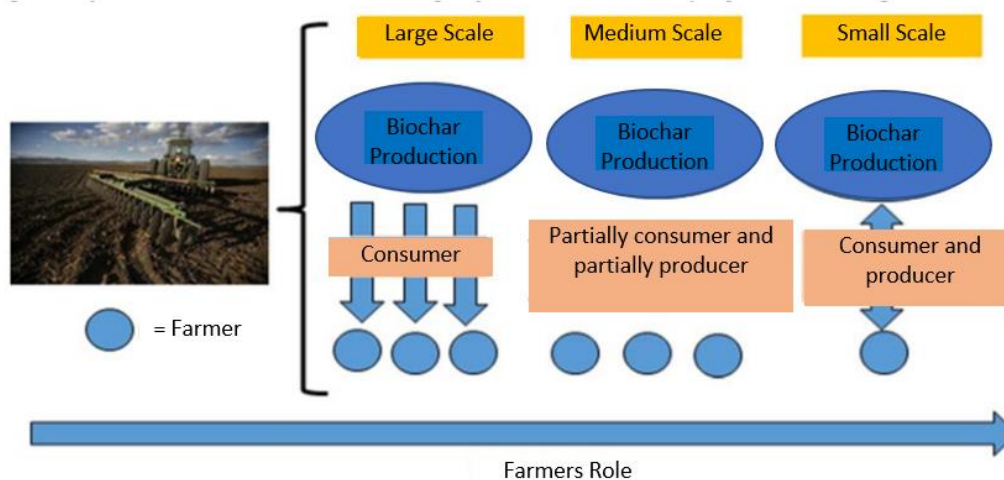 Large Scale
Medium Scale
Small Scale
Biochar
Production
Biochar
Production
Biochar
Production
Consumer
Partially consumer and
partially producer
Consumer and
producer
= Farmer
Farmers Role